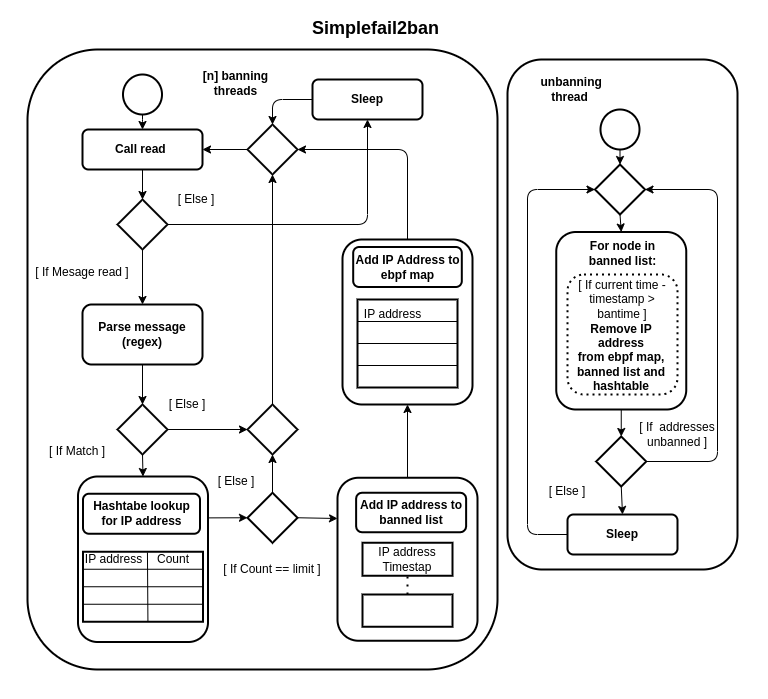 Simplefail2ban
[n] banning
threads
Sleep
Call read
[ Else ]
[ If Mesage read ]
Add IP Address to
ebpf map
IP address
Parse message
(regex)
[ Else ]
[ If Match ]
[ Else ]
Hashtabe lookup
for IP address
IP address
Count
[ If Count == limit ]
Add IP address to
banned list
IP address
Timestap
unbanning
thread
For node in
banned list:
[ If current time -
timestamp >
bantime ]
Remove IP
address
from ebpf map,
banned list and
hashtable
[ If  addresses
unbanned ]
[ Else ]
Sleep